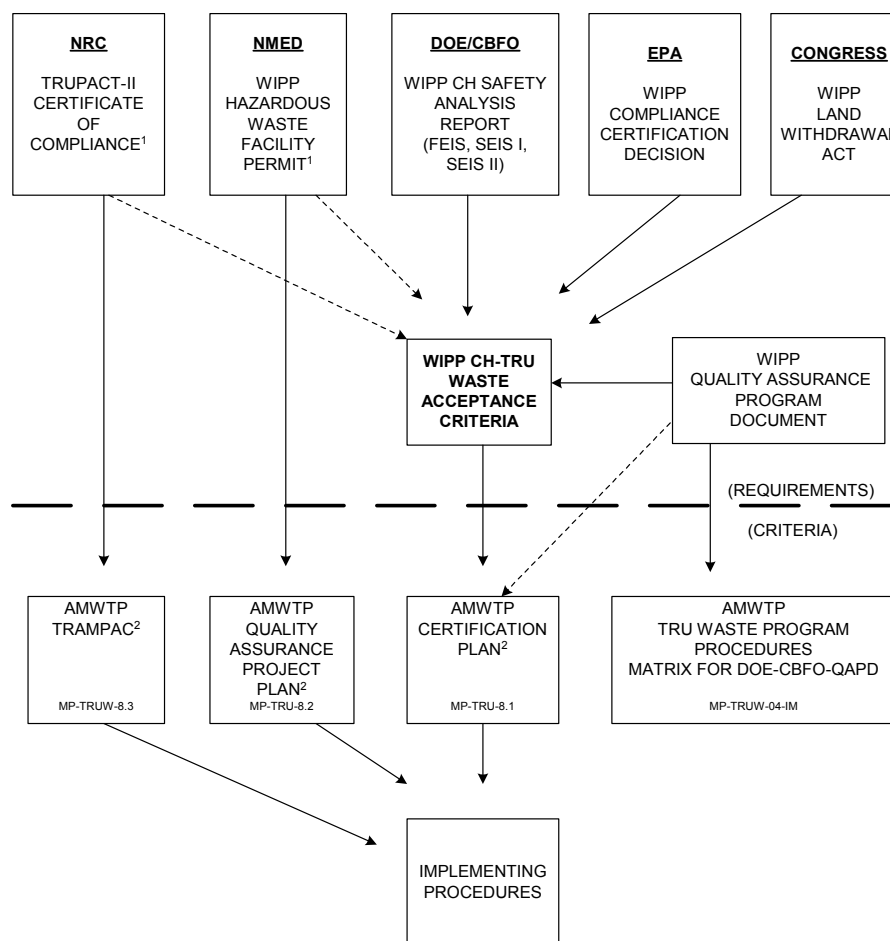 NRC
TRUPACT-II
CERTIFICATE
OF
COMPLIANCE¹
NMED
WIPP
HAZARDOUS
WASTE
FACILITY
PERMIT¹
DOE/CBFO
WIPP CH SAFETY
ANALYSIS
REPORT
(FEIS, SEIS I,
SEIS II)
EPA
WIPP
COMPLIANCE
CERTIFICATION
DECISION
CONGRESS
WIPP
LAND
WITHDRAWA
ACT
WIPP CH-TRU
WASTE
ACCEPTANCE
CRITERIA
WIPP
QUALITY ASSURANCE
PROGRAM
DOCUMENT
(REQUIREMENTS)
(CRITERIA)
AMWTP
TRAMPAC²
MP-TRUW-8.3
AMWTP
QUALITY
ASSURANCE
PROJECT
PLAN²
MP-TRU-8.2
AMWTP
CERTIFICATION
PLAN²
MP-TRU-8.1
AMWTP
TRU WASTE PROGRAM
PROCEDURES
MATRIX FOR DOE-CBFO-QAPD
MP-TRUW-04-IM
IMPLEMENTING
PROCEDURES